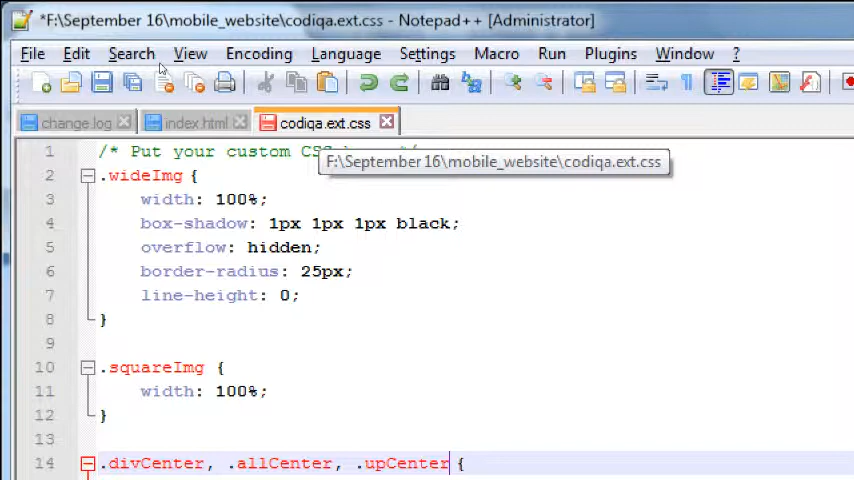 *F:\September 16\mobile_website\codiqa.ext.css - Notepad++ [Administrator]
File Edit Search View Encoding Language Settings Macro Run Plugins Window ?
change.log index.html codiqa.ext.css
1 /* Put your custom CSS
F:\September 16\mobile_website\codiqa.ext.css
2 .wideImg {
3 width: 100%;
4 box-shadow: 1px 1px 1px black;
5 overflow: hidden;
6 border-radius: 25px;
7 line-height: 0;
8 }
9
10 .squareImg {
11 width: 100%;
12 }
13
14 .divCenter, .allCenter, .upCenter {